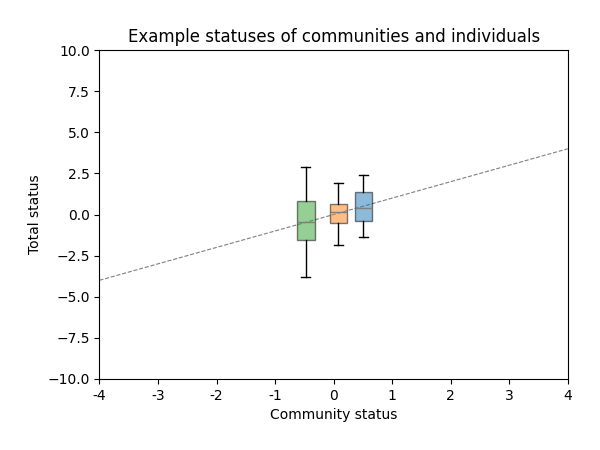 Example statuses of communities and individuals
10.0
7.5
5.0
2.5
0.0
−2.5
−5.0
−7.5
−10.0
Total status
-4 -3 -2 -1 0 1 2 3 4
Community status